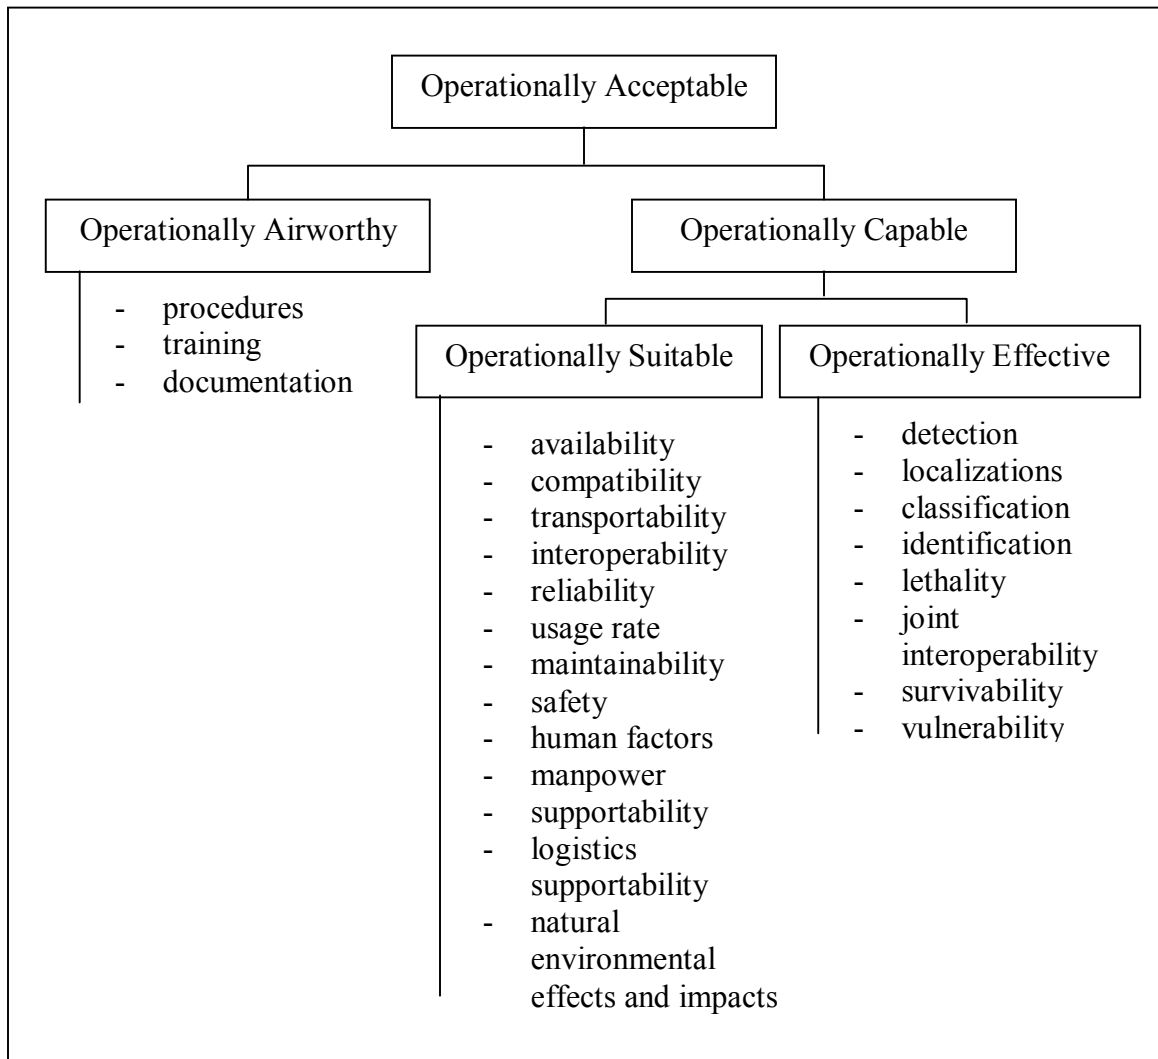 Operationally Acceptable
Operationally Airworthy
- procedures
- training
- documentation
Operationally Capable
Operationally Suitable
- availability
- compatibility
- transportability
- interoperability
- reliability
- usage rate
- maintainability
- safety
- human factors
- manpower
- supportability
- logistics
supportability
- natural
environmental
effects and impacts
Operationally Effective
- detection
- localizations
- classification
- identification
- lethality
- joint
interoperability
- survivability
- vulnerability